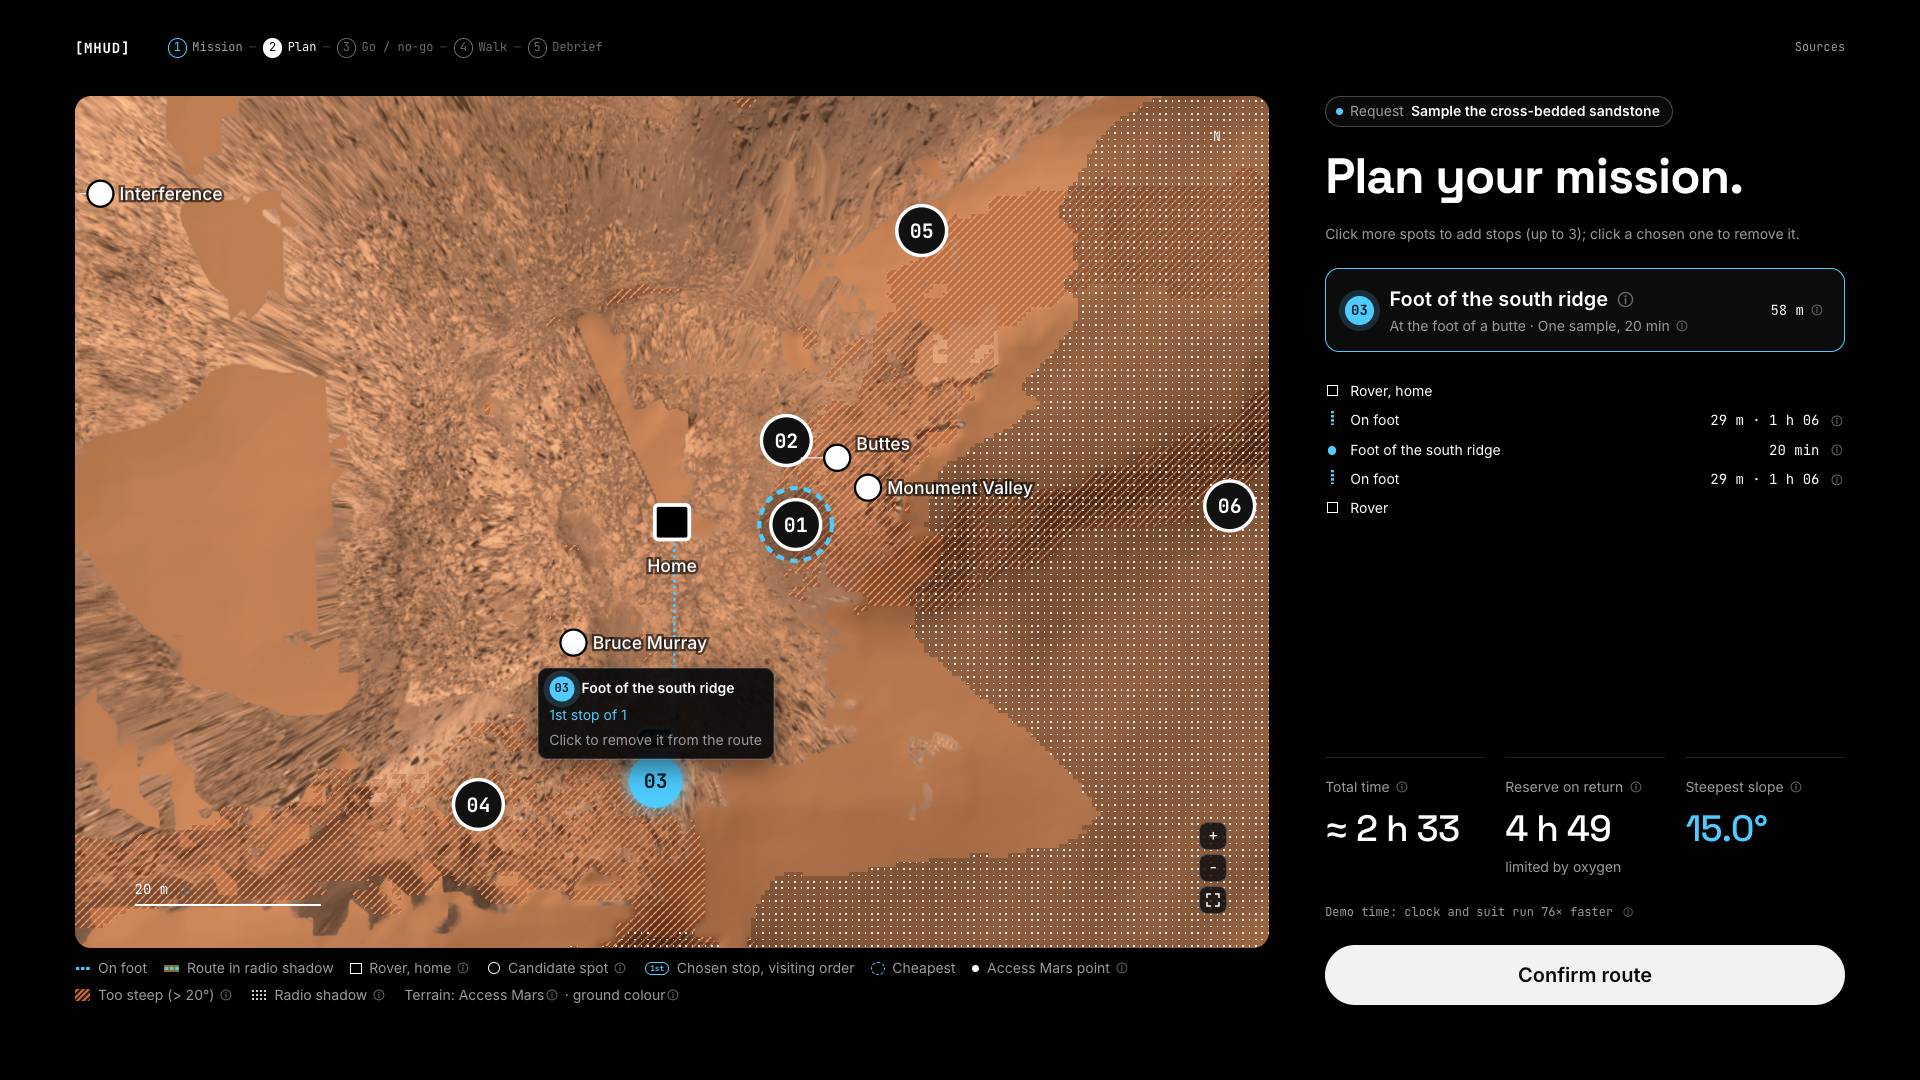 [MHUD] 1 Mission – 2 Plan – 3 Go / no-go – 4 Walk – 5 Debrief Sources
N
Interference
05
02
Buttes
Monument Valley
01
06
Home
Bruce Murray
03 Foot of the south ridge
1st stop of 1
Click to remove it from the route
03
04
20 m
+
-
On foot Route in radio shadow Rover, home Candidate spot 1st Chosen stop, visiting order Cheapest Access Mars point
Too steep (> 20°) Radio shadow Terrain: Access Mars · ground colour
Request Sample the cross-bedded sandstone
Plan your mission.
Click more spots to add stops (up to 3); click a chosen one to remove it.
03 Foot of the south ridge
At the foot of a butte · One sample, 20 min
58 m
Rover, home
On foot 29 m · 1 h 06
Foot of the south ridge 20 min
On foot 29 m · 1 h 06
Rover
Total time Reserve on return Steepest slope
≈ 2 h 33 4 h 49 15.0°
limited by oxygen
Demo time: clock and suit run 76× faster
Confirm route